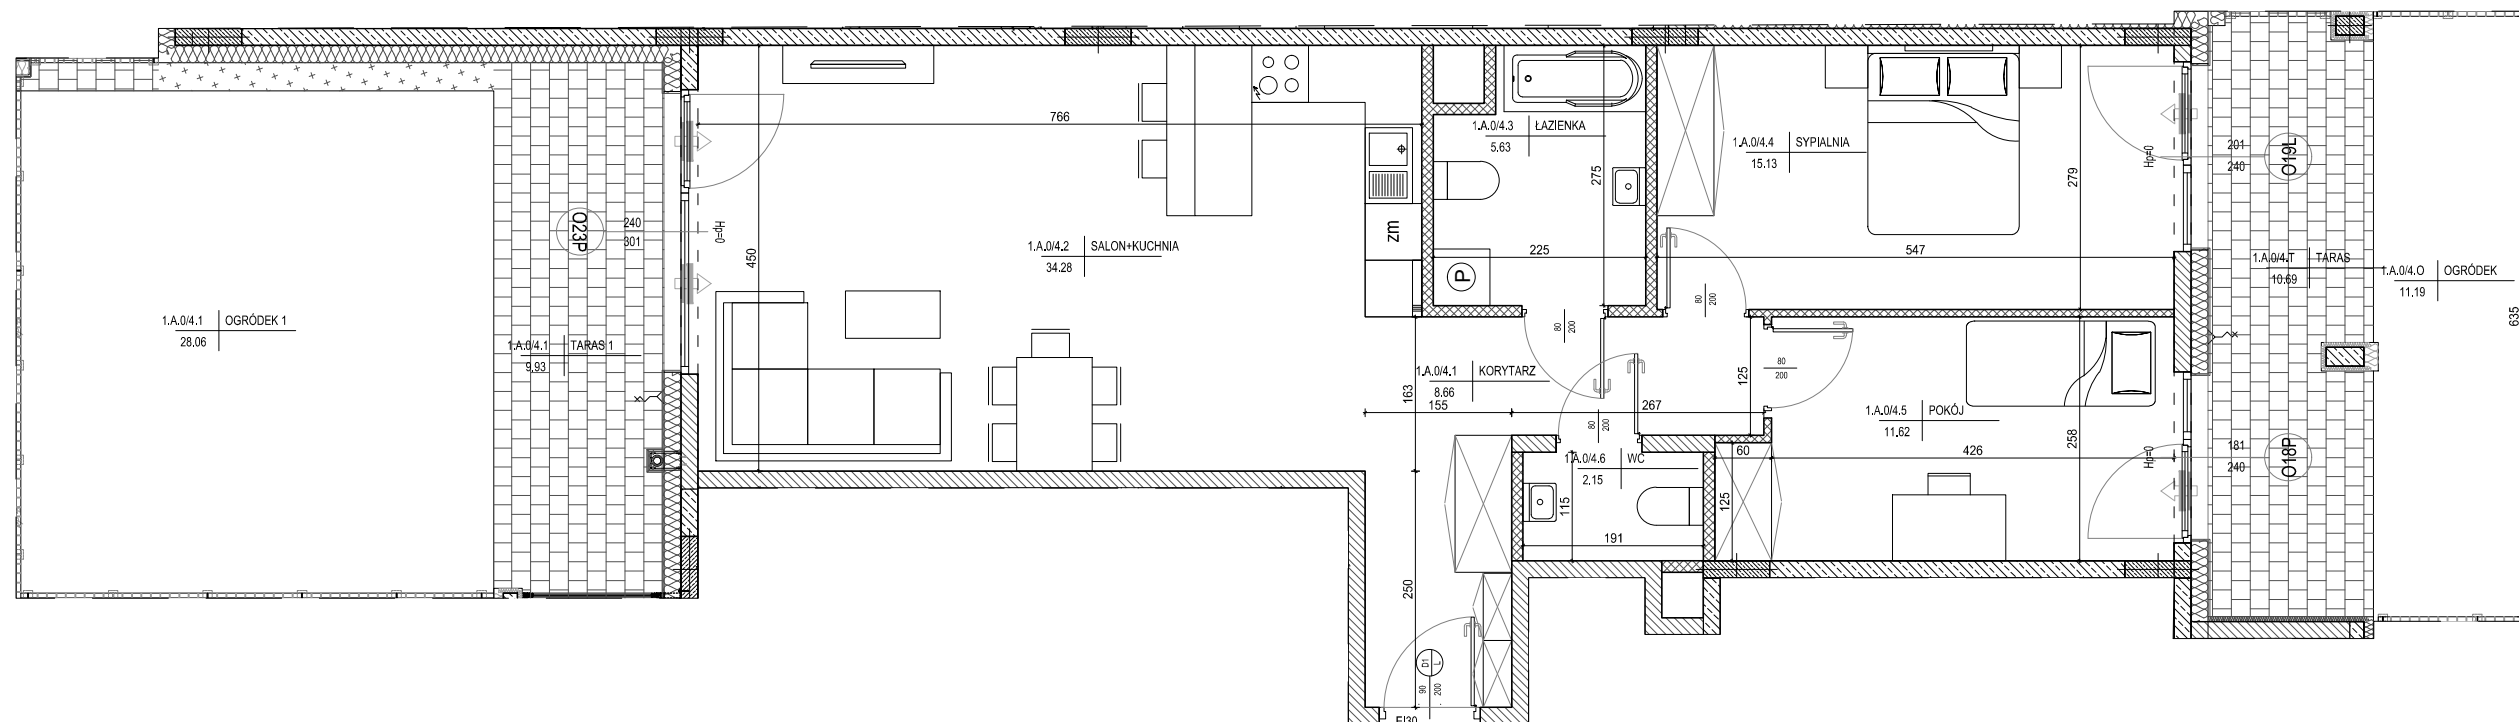 1.A.0/4.1 OGRÓDEK 1
28.06
1.A.0/4.1 TARAS 1
9.93
O23P
240
301
Hp=0
766
450
1.A.0/4.2 SALON+KUCHNIA
34.28
zm
1.A.0/4.3 ŁAZIENKA
5.63
275
225
P
1.A.0/4.4 SYPIALNIA
15.13
279
547
Hp=0
201
240
O19L
1.A.0/4.T TARAS
10.69
1.A.0/4.O OGRÓDEK
11.19
635
80
200
80
200
80
200
80
200
1.A.0/4.1 KORYTARZ
8.66
163
155
267
125
1.A.0/4.5 POKÓJ
11.62
258
60
426
125
Hp=0
181
240
O18P
1.A.0/4.6 WC
2.15
115
191
250
D1
L
90
200
EI30